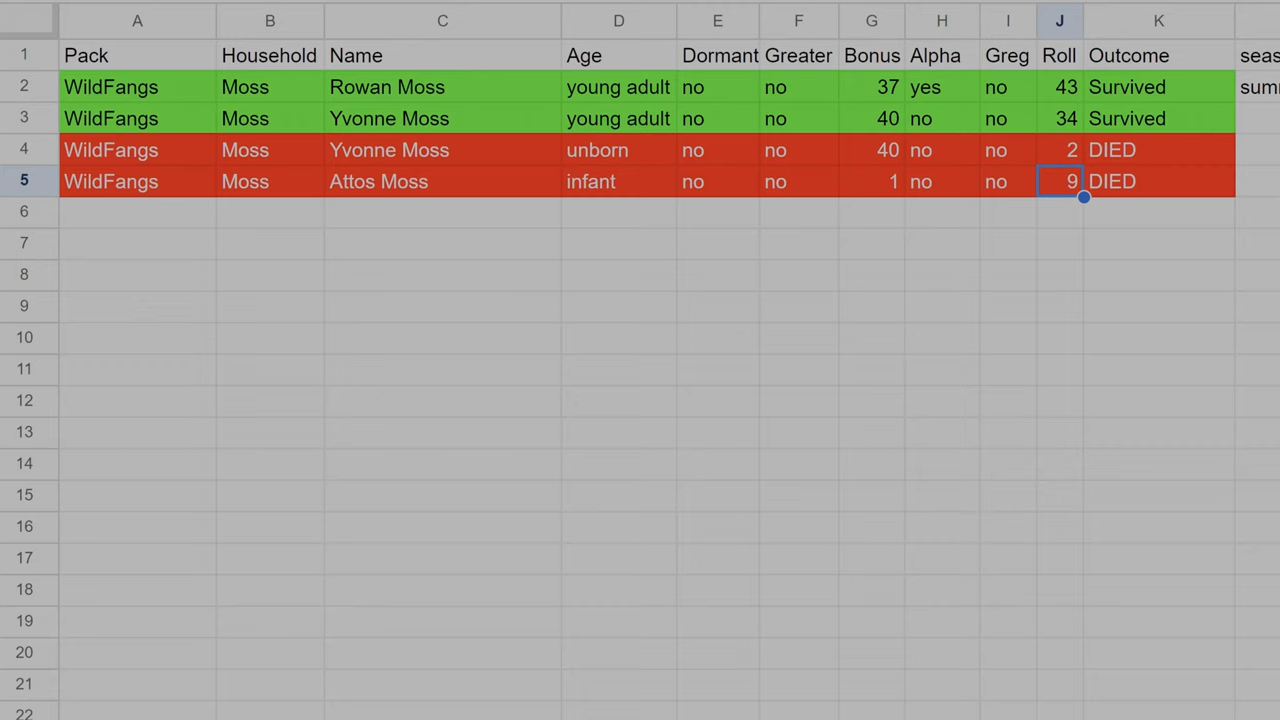 A B C D E F G H I J K
1 Pack Household Name Age Dormant Greater Bonus Alpha Greg Roll Outcome
2 WildFangs Moss Rowan Moss young adult no no 37 yes no 43 Survived
3 WildFangs Moss Yvonne Moss young adult no no 40 no no 34 Survived
4 WildFangs Moss Yvonne Moss unborn no no 40 no no 2 DIED
5 WildFangs Moss Attos Moss infant no no 1 no no 9 DIED
6
7
8
9
10
11
12
13
14
15
16
17
18
19
20
21
22